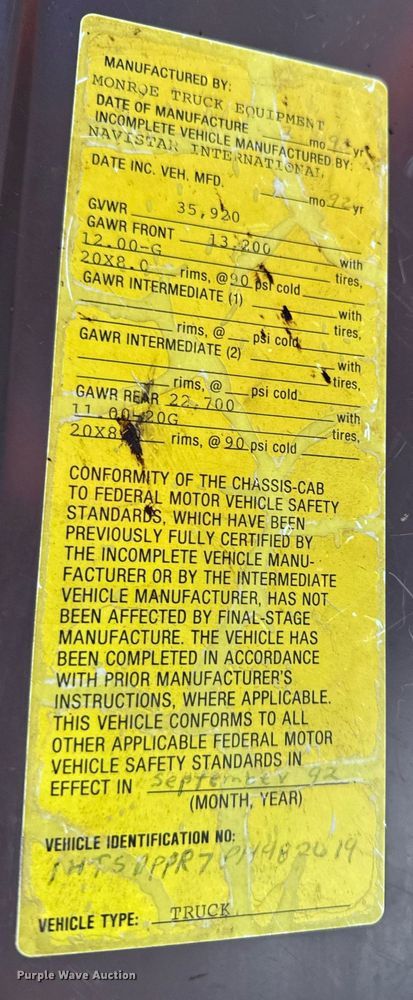 MANUFACTURED BY:
MONROE TRUCK EQUIPMENT
DATE OF MANUFACTURE mo yr
INCOMPLETE VEHICLE MANUFACTURED BY:
NAVISTAR INTERNATIONAL
DATE INC. VEH. MFD. mo 92 yr
GVWR 35,920
GAWR FRONT 13,200 with
12.00-G tires,
20X8.0 rims, @ 90 psi cold
GAWR INTERMEDIATE (1) with
tires,
rims, @ psi cold
GAWR INTERMEDIATE (2) with
tires,
rims, @ psi cold
GAWR REAR 22,700 with
11.00-20G tires,
20X8 rims, @ 90 psi cold
CONFORMITY OF THE CHASSIS-CAB
TO FEDERAL MOTOR VEHICLE SAFETY
STANDARDS, WHICH HAVE BEEN
PREVIOUSLY FULLY CERTIFIED BY
THE INCOMPLETE VEHICLE MANU-
FACTURER OR BY THE INTERMEDIATE
VEHICLE MANUFACTURER, HAS NOT
BEEN AFFECTED BY FINAL-STAGE
MANUFACTURE. THE VEHICLE HAS
BEEN COMPLETED IN ACCORDANCE
WITH PRIOR MANUFACTURER'S
INSTRUCTIONS, WHERE APPLICABLE.
THIS VEHICLE CONFORMS TO ALL
OTHER APPLICABLE FEDERAL MOTOR
VEHICLE SAFETY STANDARDS IN
EFFECT IN September 92
(MONTH, YEAR)
VEHICLE IDENTIFICATION NO:
VEHICLE TYPE: TRUCK
Purple Wave Auction